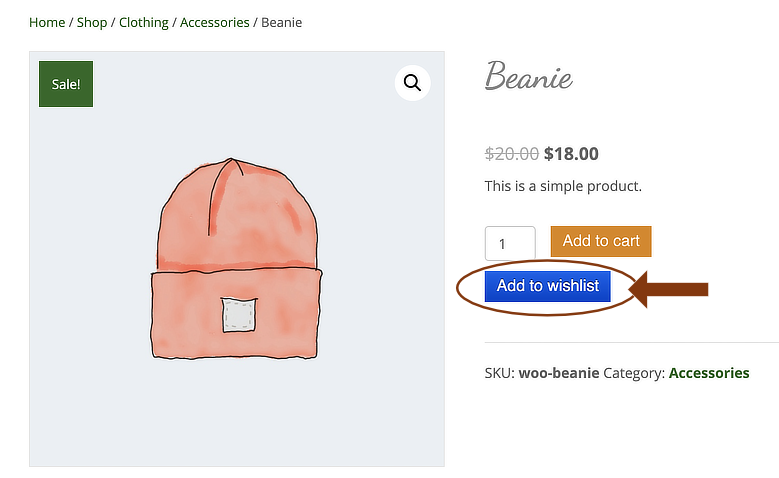 Home / Shop / Clothing / Accessories / Beanie
Sale!
Beanie
$20.00 $18.00
This is a simple product.
1
Add to cart
Add to wishlist
SKU: woo-beanie Category: Accessories